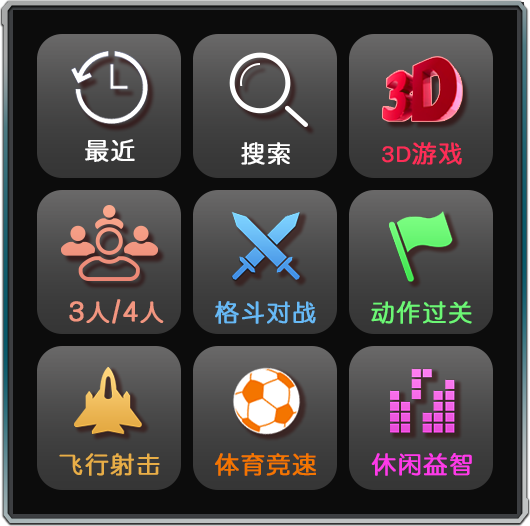 最近
搜索
3D
3D游戏
3人/4人
格斗对战
动作过关
飞行射击
体育竞速
休闲益智